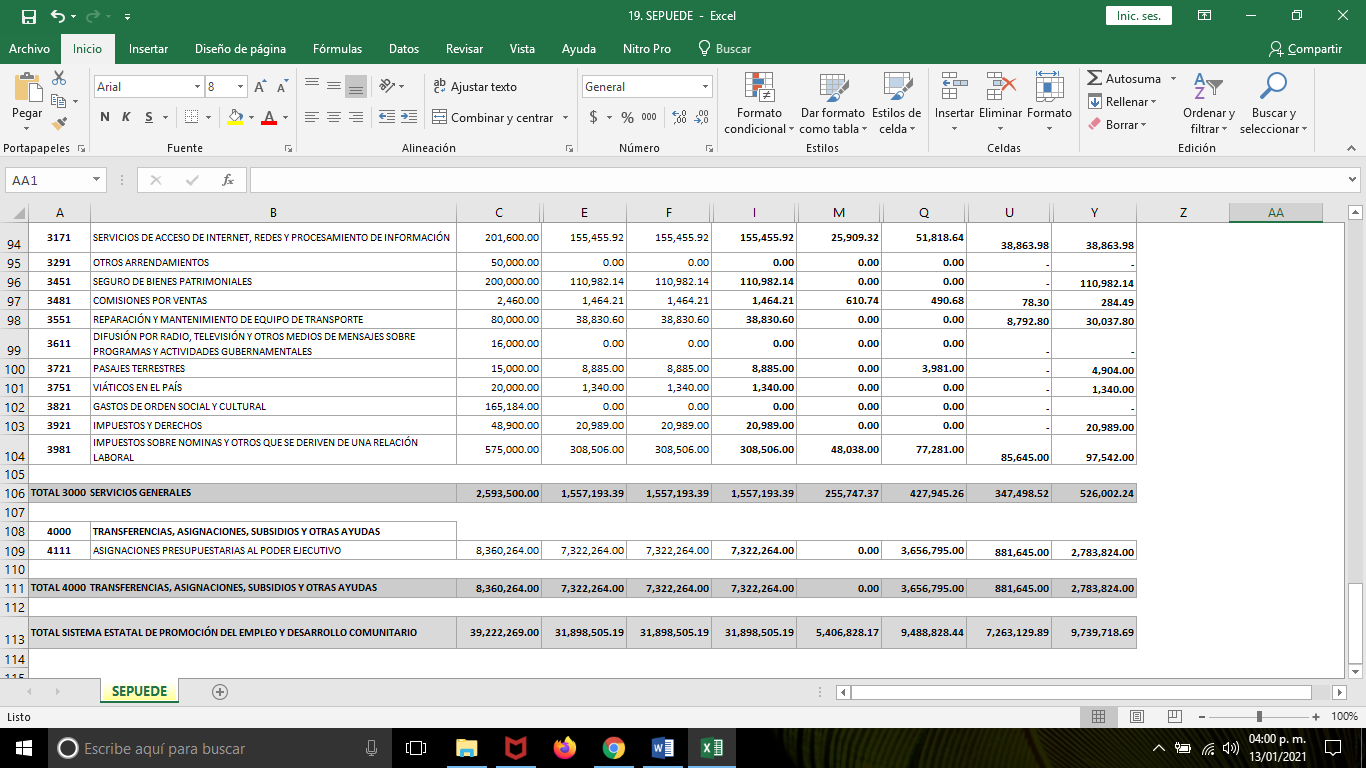 19. SEPUEDE - Excel
Inic. ses.
Archivo Inicio Insertar Diseño de página Fórmulas Datos Revisar Vista Ayuda Nitro Pro Buscar Compartir
Arial 8 A A Ajustar texto General Autosuma
Pegar Rellenar
N K S Combinar y centrar $ % 000 Borrar
Formato condicional Dar formato como tabla Estilos de celda Insertar Eliminar Formato Ordenar y filtrar Buscar y seleccionar
Portapapeles Fuente Alineación Número Estilos Celdas Edición
AA1 fx
A B C E F I M Q U Y Z AA
94 3171 SERVICIOS DE ACCESO DE INTERNET, REDES Y PROCESAMIENTO DE INFORMACIÓN 201,600.00 155,455.92 155,455.92 155,455.92 25,909.32 51,818.64 38,863.98 38,863.98
95 3291 OTROS ARRENDAMIENTOS 50,000.00 0.00 0.00 0.00 0.00 0.00 - -
96 3451 SEGURO DE BIENES PATRIMONIALES 200,000.00 110,982.14 110,982.14 110,982.14 0.00 0.00 - 110,982.14
97 3481 COMISIONES POR VENTAS 2,460.00 1,464.21 1,464.21 1,464.21 610.74 490.68 78.30 284.49
98 3551 REPARACIÓN Y MANTENIMIENTO DE EQUIPO DE TRANSPORTE 80,000.00 38,830.60 38,830.60 38,830.60 0.00 0.00 8,792.80 30,037.80
99 3611 DIFUSIÓN POR RADIO, TELEVISIÓN Y OTROS MEDIOS DE MENSAJES SOBRE
PROGRAMAS Y ACTIVIDADES GUBERNAMENTALES 16,000.00 0.00 0.00 0.00 0.00 0.00 - -
100 3721 PASAJES TERRESTRES 15,000.00 8,885.00 8,885.00 8,885.00 0.00 3,981.00 - 4,904.00
101 3751 VIÁTICOS EN EL PAÍS 20,000.00 1,340.00 1,340.00 1,340.00 0.00 0.00 - 1,340.00
102 3821 GASTOS DE ORDEN SOCIAL Y CULTURAL 165,184.00 0.00 0.00 0.00 0.00 0.00 - -
103 3921 IMPUESTOS Y DERECHOS 48,900.00 20,989.00 20,989.00 20,989.00 0.00 0.00 - 20,989.00
104 3981 IMPUESTOS SOBRE NOMINAS Y OTROS QUE SE DERIVEN DE UNA RELACIÓN
LABORAL 575,000.00 308,506.00 308,506.00 308,506.00 48,038.00 77,281.00 85,645.00 97,542.00
105
106 TOTAL 3000 SERVICIOS GENERALES 2,593,500.00 1,557,193.39 1,557,193.39 1,557,193.39 255,747.37 427,945.26 347,498.52 526,002.24
107
108 4000 TRANSFERENCIAS, ASIGNACIONES, SUBSIDIOS Y OTRAS AYUDAS
109 4111 ASIGNACIONES PRESUPUESTARIAS AL PODER EJECUTIVO 8,360,264.00 7,322,264.00 7,322,264.00 7,322,264.00 0.00 3,656,795.00 881,645.00 2,783,824.00
110
111 TOTAL 4000 TRANSFERENCIAS, ASIGNACIONES, SUBSIDIOS Y OTRAS AYUDAS 8,360,264.00 7,322,264.00 7,322,264.00 7,322,264.00 0.00 3,656,795.00 881,645.00 2,783,824.00
112
113 TOTAL SISTEMA ESTATAL DE PROMOCIÓN DEL EMPLEO Y DESARROLLO COMUNITARIO 39,222,269.00 31,898,505.19 31,898,505.19 31,898,505.19 5,406,828.17 9,488,828.44 7,263,129.89 9,739,718.69
114
115
SEPUEDE
Listo 100%
Escribe aquí para buscar
04:00 p. m.
13/01/2021